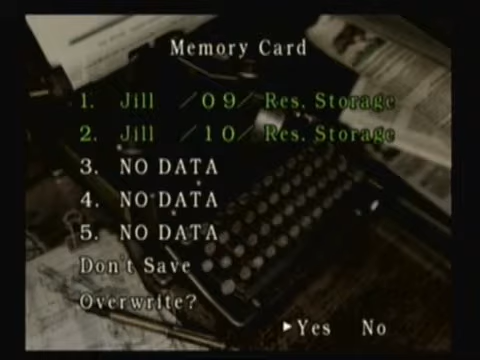 Memory Card
1. Jill /09/ Res. Storage
2. Jill /10/ Res. Storage
3. NO DATA
4. NO DATA
5. NO DATA
Don't Save
Overwrite?
▶Yes No